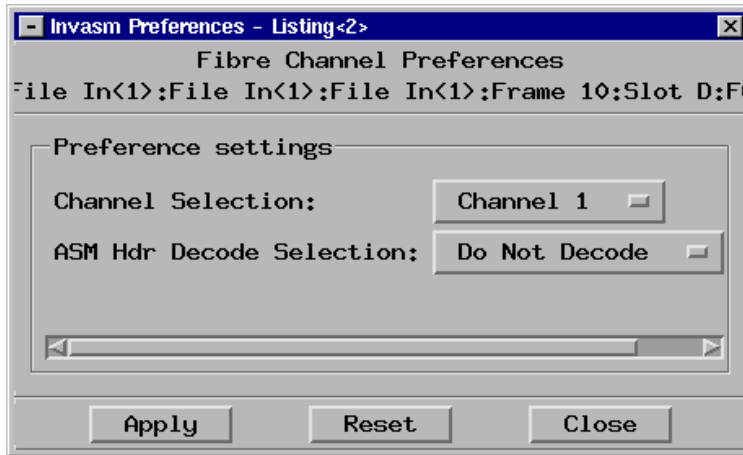 Invasm Preferences - Listing<2>
Fibre Channel Preferences
File In<1>:File In<1>:File In<1>:Frame 10:Slot D:F
Preference settings
Channel Selection: Channel 1
ASM Hdr Decode Selection: Do Not Decode
Apply Reset Close